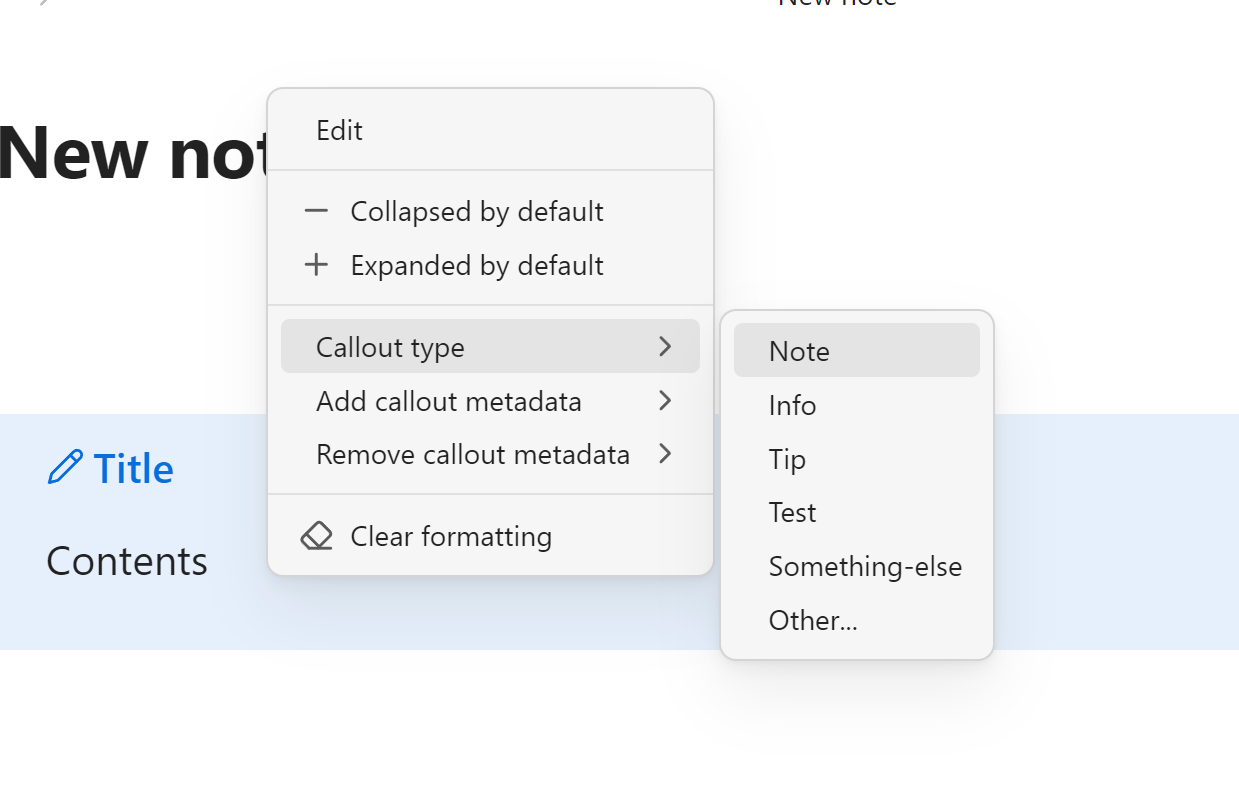 New note
New not
Edit
Collapsed by default
Expanded by default
Callout type
Add callout metadata
Remove callout metadata
Clear formatting
Note
Info
Tip
Test
Something-else
Other...
Title
Contents